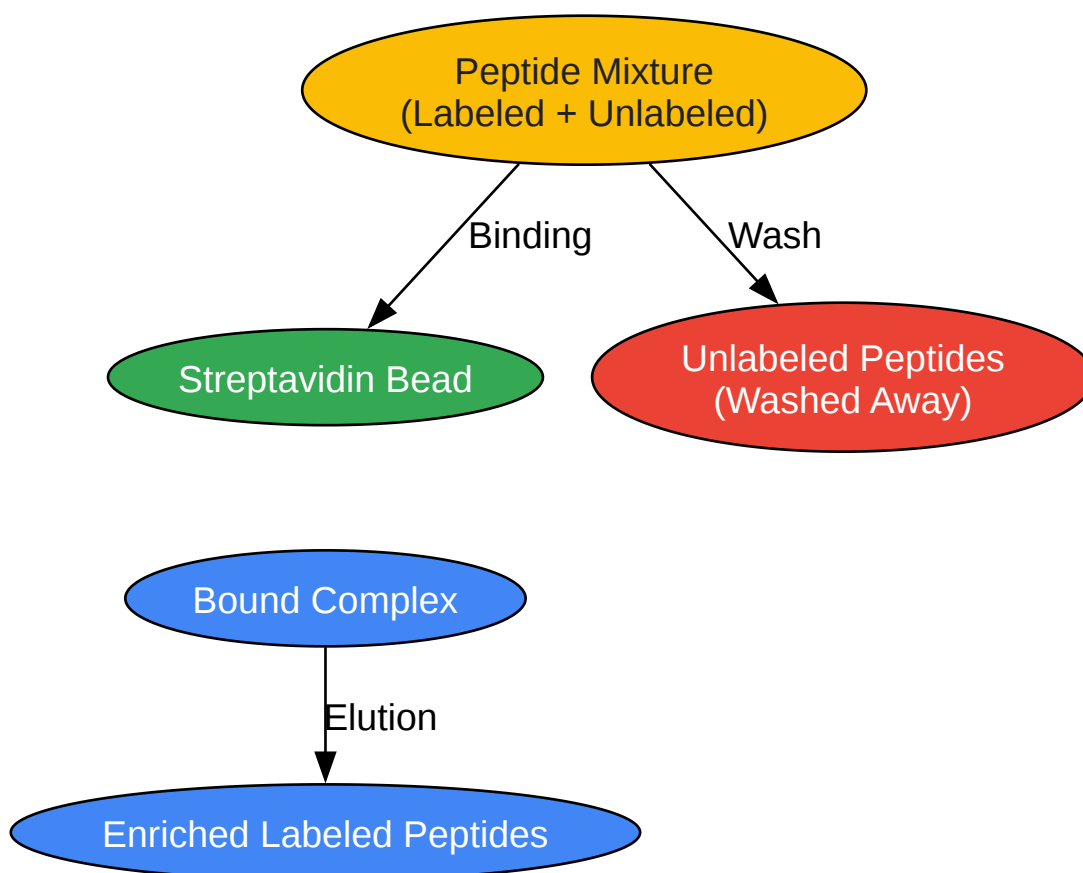 Peptide Mixture
(Labeled + Unlabeled)
Binding
Wash
Streptavidin Bead
Unlabeled Peptides
(Washed Away)
Bound Complex
Elution
Enriched Labeled Peptides